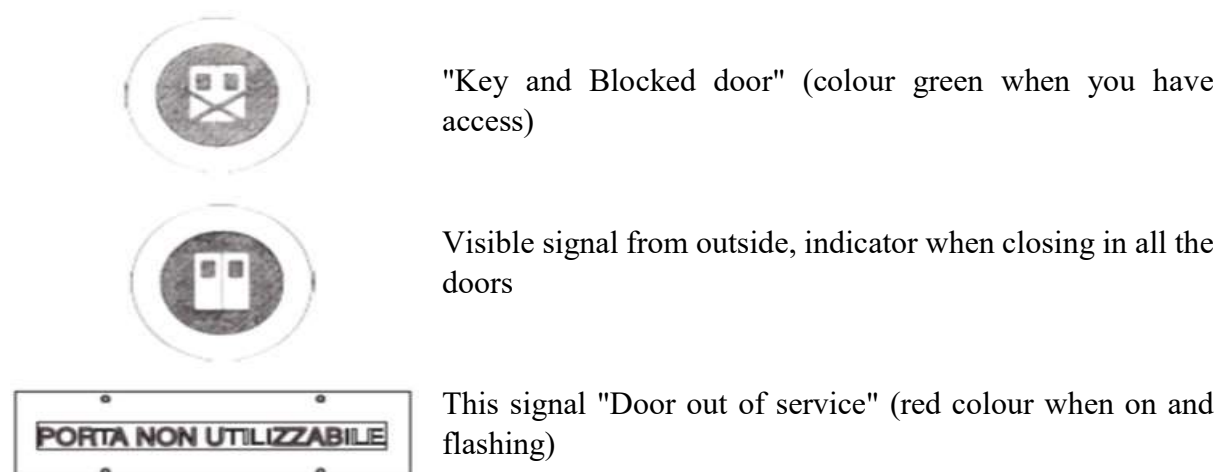 "Key and Blocked door" (colour green when you have
access)
Visible signal from outside, indicator when closing in all the
doors
PORTA NON UTILIZZABILE
This signal "Door out of service" (red colour when on and
flashing)